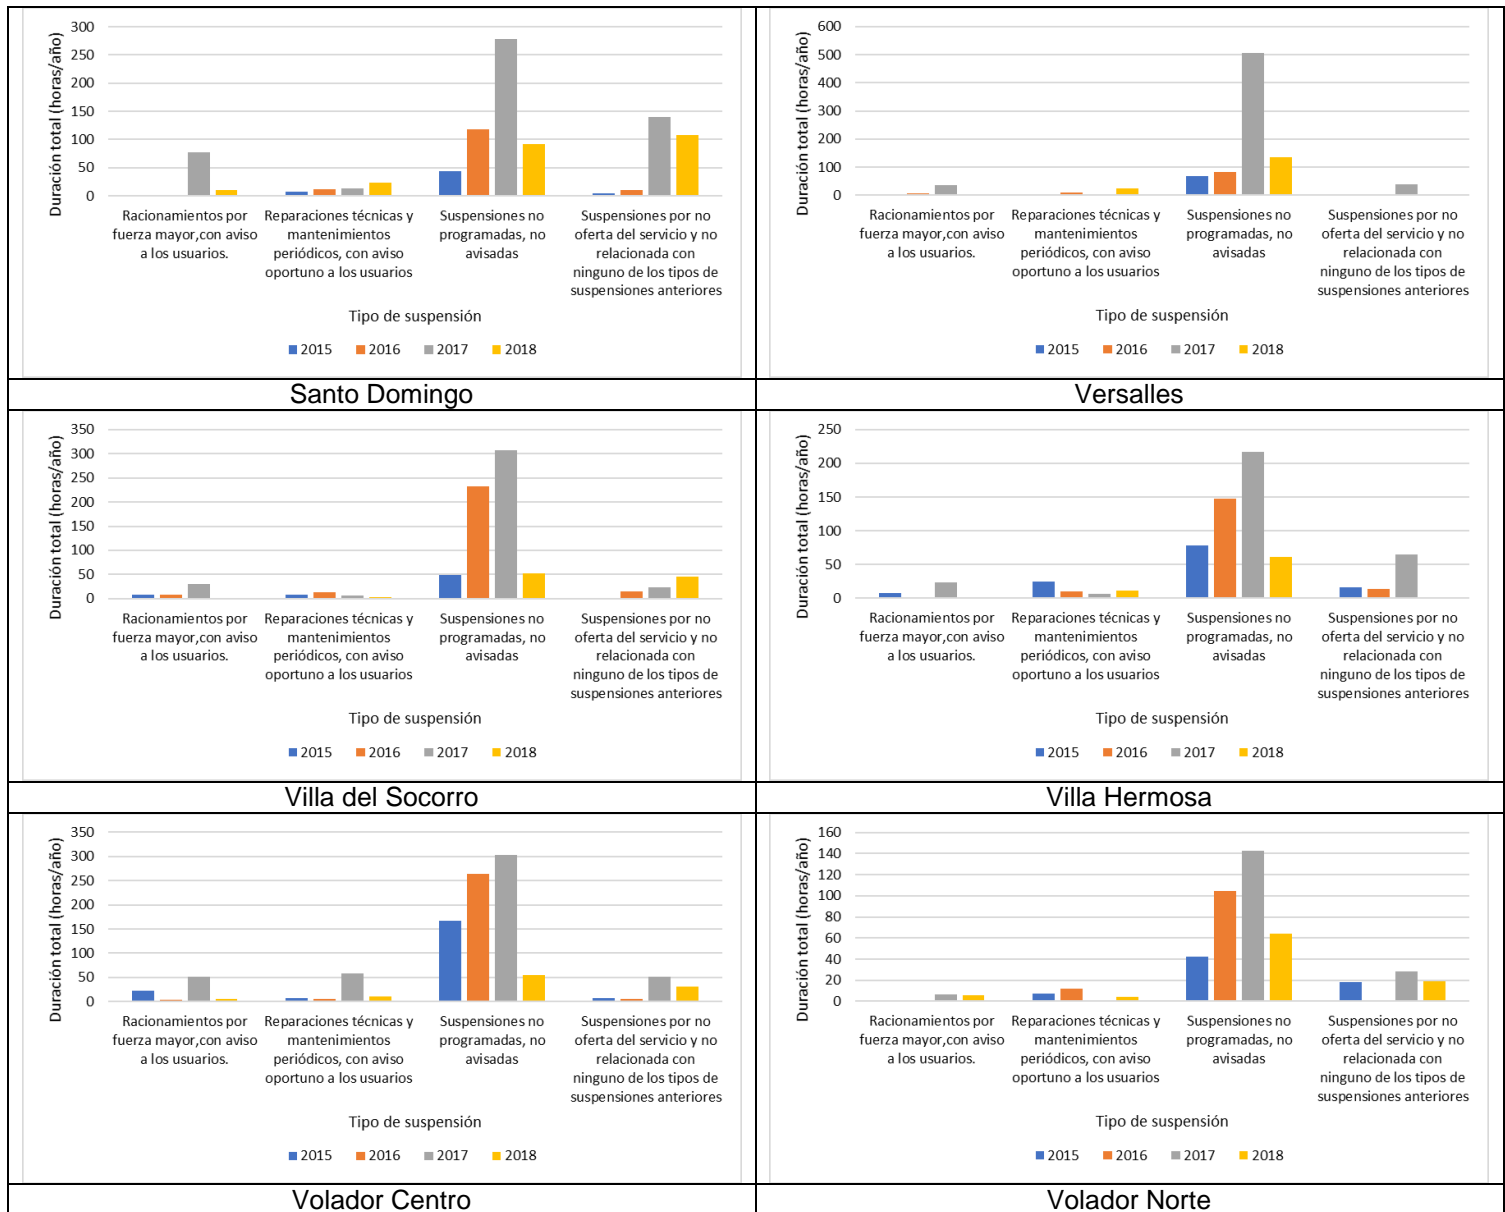 Duración total (horas/año)
300
250
200
150
100
50
0
Racionamientos por
fuerza mayor,con aviso
a los usuarios.
Reparaciones técnicas y
mantenimientos
periódicos, con aviso
oportuno a los usuarios
Suspensiones no
programadas, no
avisadas
Suspensiones por no
oferta del servicio y no
relacionada con
ninguno de los tipos de
suspensiones anteriores
Tipo de suspensión
2015 2016 2017 2018
Santo Domingo
Duración total (horas/año)
600
500
400
300
200
100
0
Racionamientos por
fuerza mayor,con aviso
a los usuarios.
Reparaciones técnicas y
mantenimientos
periódicos, con aviso
oportuno a los usuarios
Suspensiones no
programadas, no
avisadas
Suspensiones por no
oferta del servicio y no
relacionada con
ninguno de los tipos de
suspensiones anteriores
Tipo de suspensión
2015 2016 2017 2018
Versalles
Duración total (horas/año)
350
300
250
200
150
100
50
0
Racionamientos por
fuerza mayor,con aviso
a los usuarios.
Reparaciones técnicas y
mantenimientos
periódicos, con aviso
oportuno a los usuarios
Suspensiones no
programadas, no
avisadas
Suspensiones por no
oferta del servicio y no
relacionada con
ninguno de los tipos de
suspensiones anteriores
Tipo de suspensión
2015 2016 2017 2018
Villa del Socorro
Duración total (horas/año)
250
200
150
100
50
0
Racionamientos por
fuerza mayor,con aviso
a los usuarios.
Reparaciones técnicas y
mantenimientos
periódicos, con aviso
oportuno a los usuarios
Suspensiones no
programadas, no
avisadas
Suspensiones por no
oferta del servicio y no
relacionada con
ninguno de los tipos de
suspensiones anteriores
Tipo de suspensión
2015 2016 2017 2018
Villa Hermosa
Duración total (horas/año)
350
300
250
200
150
100
50
0
Racionamientos por
fuerza mayor,con aviso
a los usuarios.
Reparaciones técnicas y
mantenimientos
periódicos, con aviso
oportuno a los usuarios
Suspensiones no
programadas, no
avisadas
Suspensiones por no
oferta del servicio y no
relacionada con
ninguno de los tipos de
suspensiones anteriores
Tipo de suspensión
2015 2016 2017 2018
Volador Centro
Duración total (horas/año)
160
140
120
100
80
60
40
20
0
Racionamientos por
fuerza mayor,con aviso
a los usuarios.
Reparaciones técnicas y
mantenimientos
periódicos, con aviso
oportuno a los usuarios
Suspensiones no
programadas, no
avisadas
Suspensiones por no
oferta del servicio y no
relacionada con
ninguno de los tipos de
suspensiones anteriores
Tipo de suspensión
2015 2016 2017 2018
Volador Norte